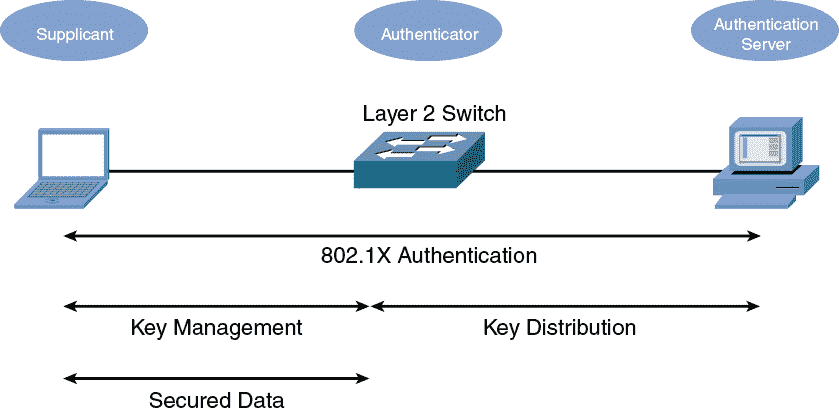 Supplicant
Authenticator
Authentication
Server
Layer 2 Switch
802.1X Authentication
Key Management
Key Distribution
Secured Data